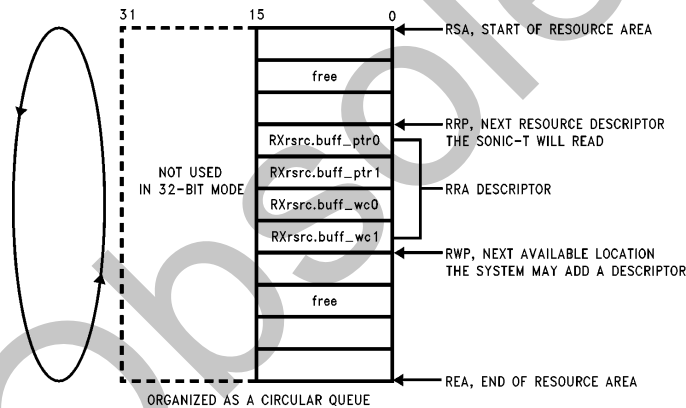 31 15 0
RSA, START OF RESOURCE AREA
free
RRP, NEXT RESOURCE DESCRIPTOR
THE SONIC-T WILL READ
RXrsrc.buff_ptr0
NOT USED
IN 32-BIT MODE
RXrsrc.buff_ptr1
RRA DESCRIPTOR
RXrsrc.buff_wc0
RXrsrc.buff_wc1
RWP, NEXT AVAILABLE LOCATION
THE SYSTEM MAY ADD A DESCRIPTOR
free
REA, END OF RESOURCE AREA
ORGANIZED AS A CIRCULAR QUEUE